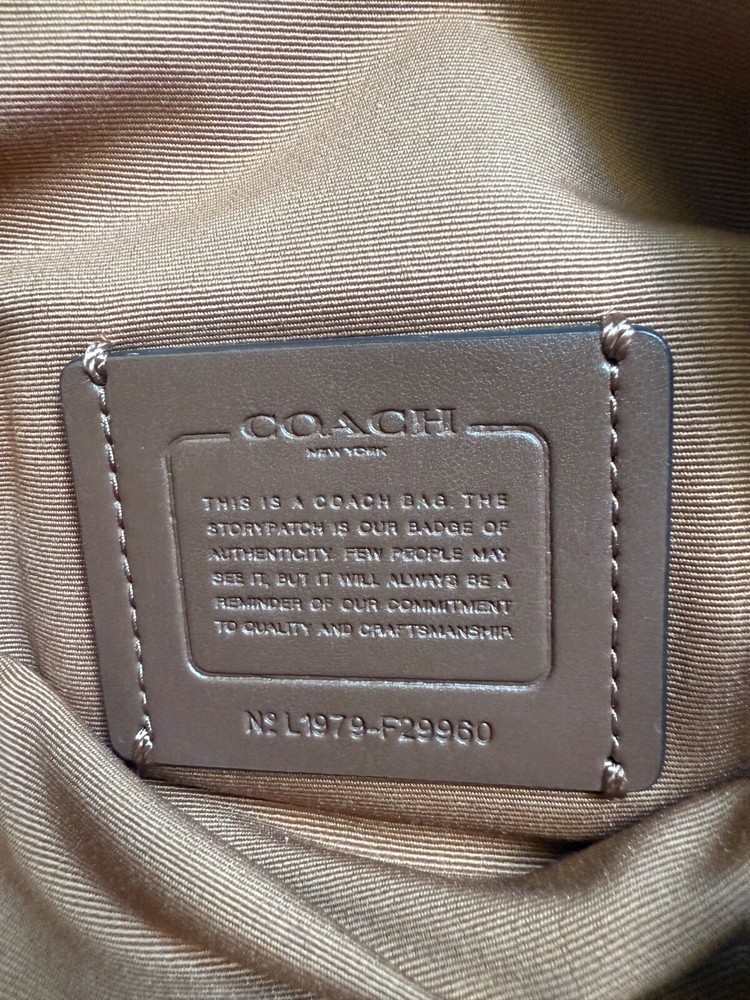 COACH
NEW YORK
THIS IS A COACH BAG. THE
STORYPATCH IS OUR BADGE OF
AUTHENTICITY. FEW PEOPLE MAY
SEE IT, BUT IT WILL ALWAYS BE A
REMINDER OF OUR COMMITMENT
TO QUALITY AND CRAFTSMANSHIP.
Nº L1979-F29960